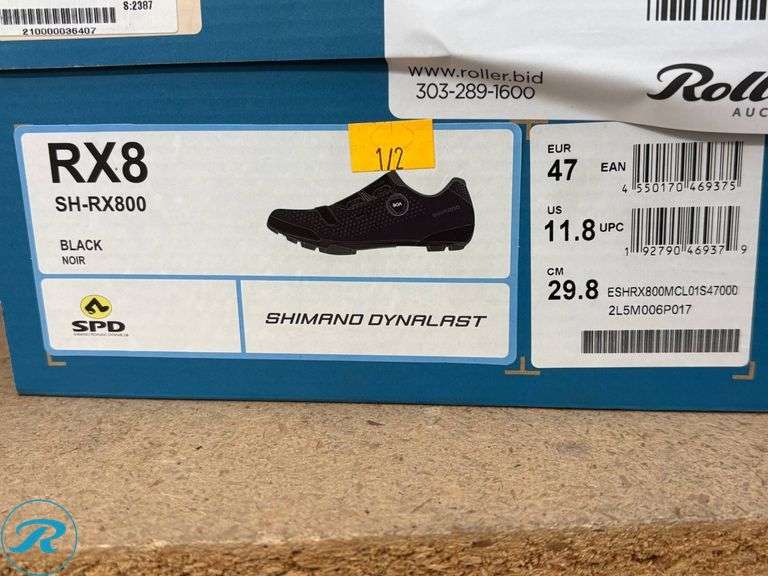 S:2387
210000036407
www.roller.bid
303-289-1600
Roll
AUC
RX8
SH-RX800
BLACK
NOIR
1/2
BOA
SHIMANO
SPD
SHIMANO DYNALAST
EUR
47
EAN
4 550170 469375
US
11.8
UPC
1 92790 46937 9
CM
29.8
ESHRX800MCL01S47000
2L5M006P017
R